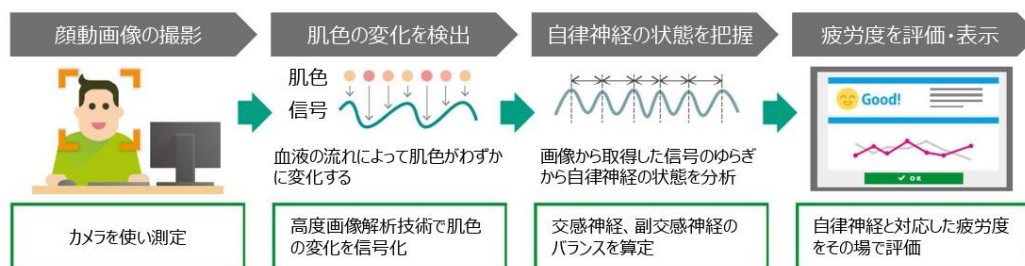 顔動画像の撮影
肌色の変化を検出
自律神経の状態を把握
疲労度を評価・表示
肌色
信号
血液の流れによって肌色がわずか
に変化する
画像から取得した信号のゆらぎ
から自律神経の状態を分析
Good!
✓ OK
カメラを使い測定
高度画像解析技術で肌色
の変化を信号化
交感神経、副交感神経の
バランスを算定
自律神経と対応した疲労度
をその場で評価